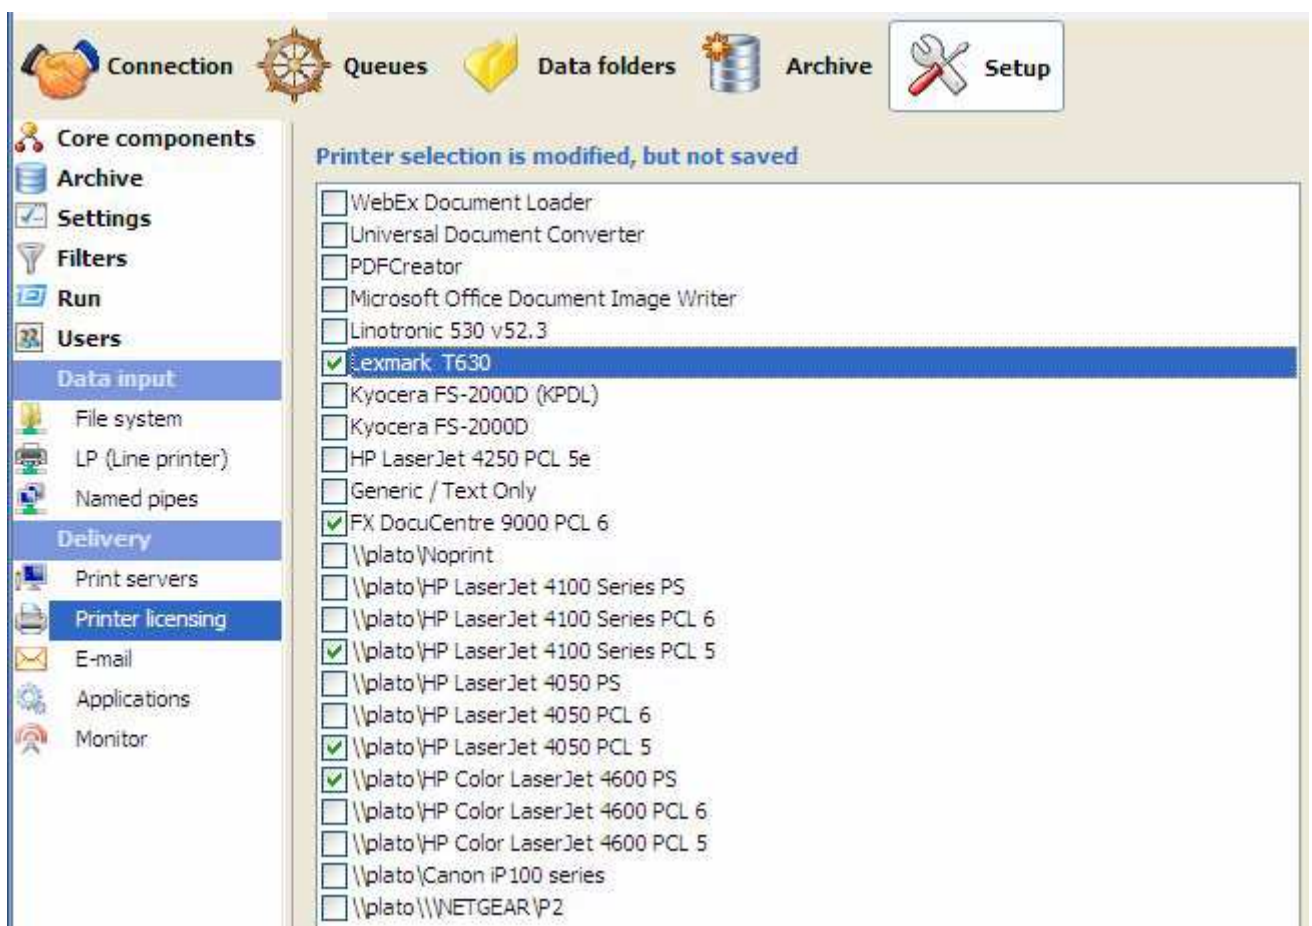 Connection Queues Data folders Archive Setup
Core components
Archive
Settings
Filters
Run
Users
Data input
File system
LP (Line printer)
Named pipes
Delivery
Print servers
Printer licensing
E-mail
Applications
Monitor
Printer selection is modified, but not saved
WebEx Document Loader
Universal Document Converter
PDFCreator
Microsoft Office Document Image Writer
Linotronic 530 v52.3
Lexmark T630
Kyocera FS-2000D (KPDL)
Kyocera FS-2000D
HP LaserJet 4250 PCL 5e
Generic / Text Only
FX DocuCentre 9000 PCL 6
\\plato\Noprint
\\plato\HP LaserJet 4100 Series PS
\\plato\HP LaserJet 4100 Series PCL 6
\\plato\HP LaserJet 4100 Series PCL 5
\\plato\HP LaserJet 4050 PS
\\plato\HP LaserJet 4050 PCL 6
\\plato\HP LaserJet 4050 PCL 5
\\plato\HP Color LaserJet 4600 PS
\\plato\HP Color LaserJet 4600 PCL 6
\\plato\HP Color LaserJet 4600 PCL 5
\\plato\Canon iP100 series
\\plato\\\NETGEAR\P2